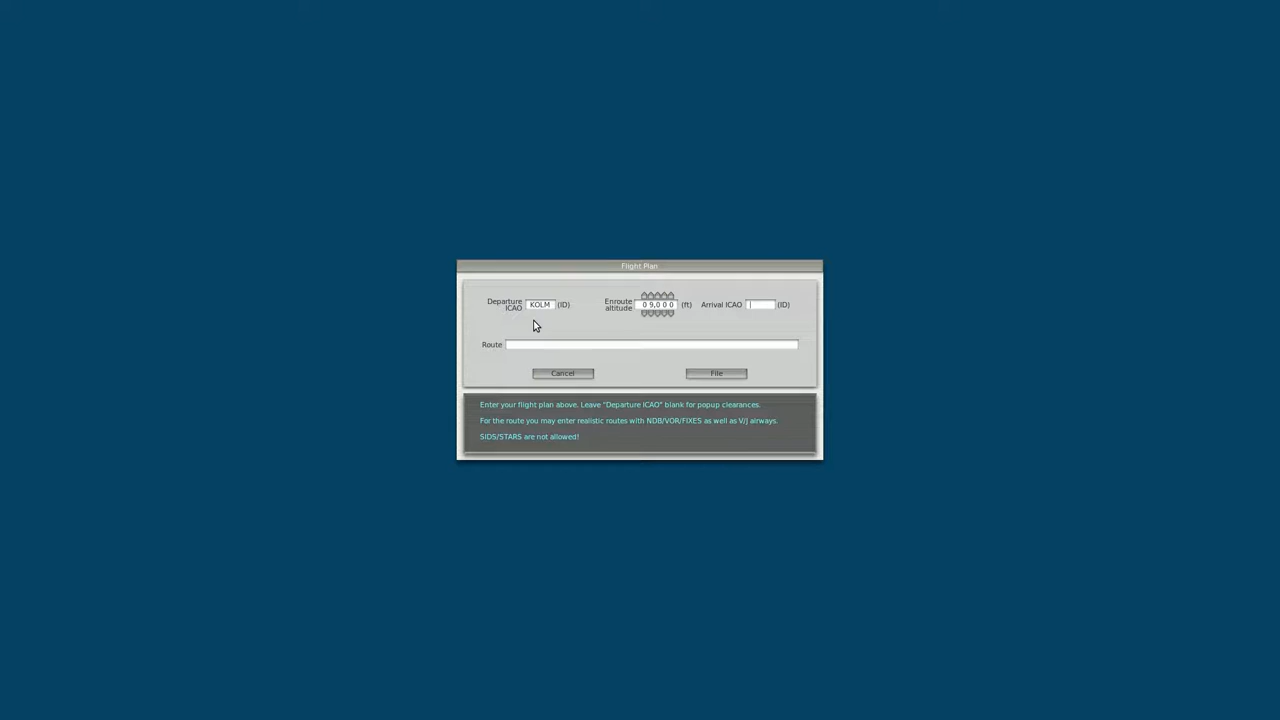 Flight Plan
Departure ICAO KOLM (ID) Enroute altitude 09,000 (ft) Arrival ICAO (ID)
Route
Cancel File
Enter your flight plan above. Leave "Departure ICAO" blank for popup clearances.
For the route you may enter realistic routes with NDB/VOR/FIXES as well as V/J airways.
SIDS/STARS are not allowed!